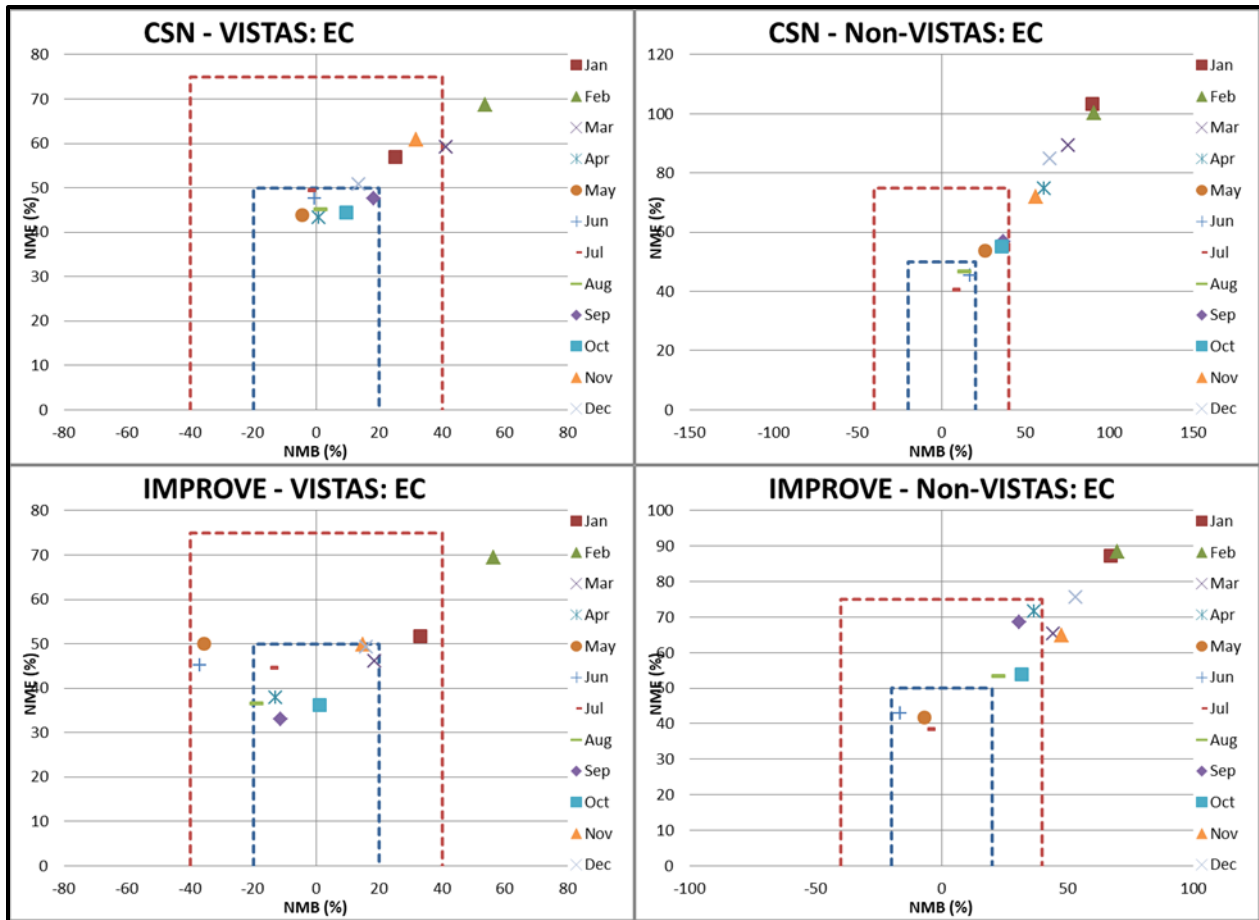 CSN - VISTAS: EC
80
70
60
50
40
30
20
10
0
NME (%)
-80 -60 -40 -20 0 20 40 60 80
NMB (%)
Jan
Feb
Mar
Apr
May
Jun
Jul
Aug
Sep
Oct
Nov
Dec
CSN - Non-VISTAS: EC
120
100
80
60
40
20
0
NME (%)
-150 -100 -50 0 50 100 150
NMB (%)
Jan
Feb
Mar
Apr
May
Jun
Jul
Aug
Sep
Oct
Nov
Dec
IMPROVE - VISTAS: EC
80
70
60
50
40
30
20
10
0
NME (%)
-80 -60 -40 -20 0 20 40 60 80
NMB (%)
Jan
Feb
Mar
Apr
May
Jun
Jul
Aug
Sep
Oct
Nov
Dec
IMPROVE - Non-VISTAS: EC
100
90
80
70
60
50
40
30
20
10
0
NME (%)
-100 -50 0 50 100
NMB (%)
Jan
Feb
Mar
Apr
May
Jun
Jul
Aug
Sep
Oct
Nov
Dec